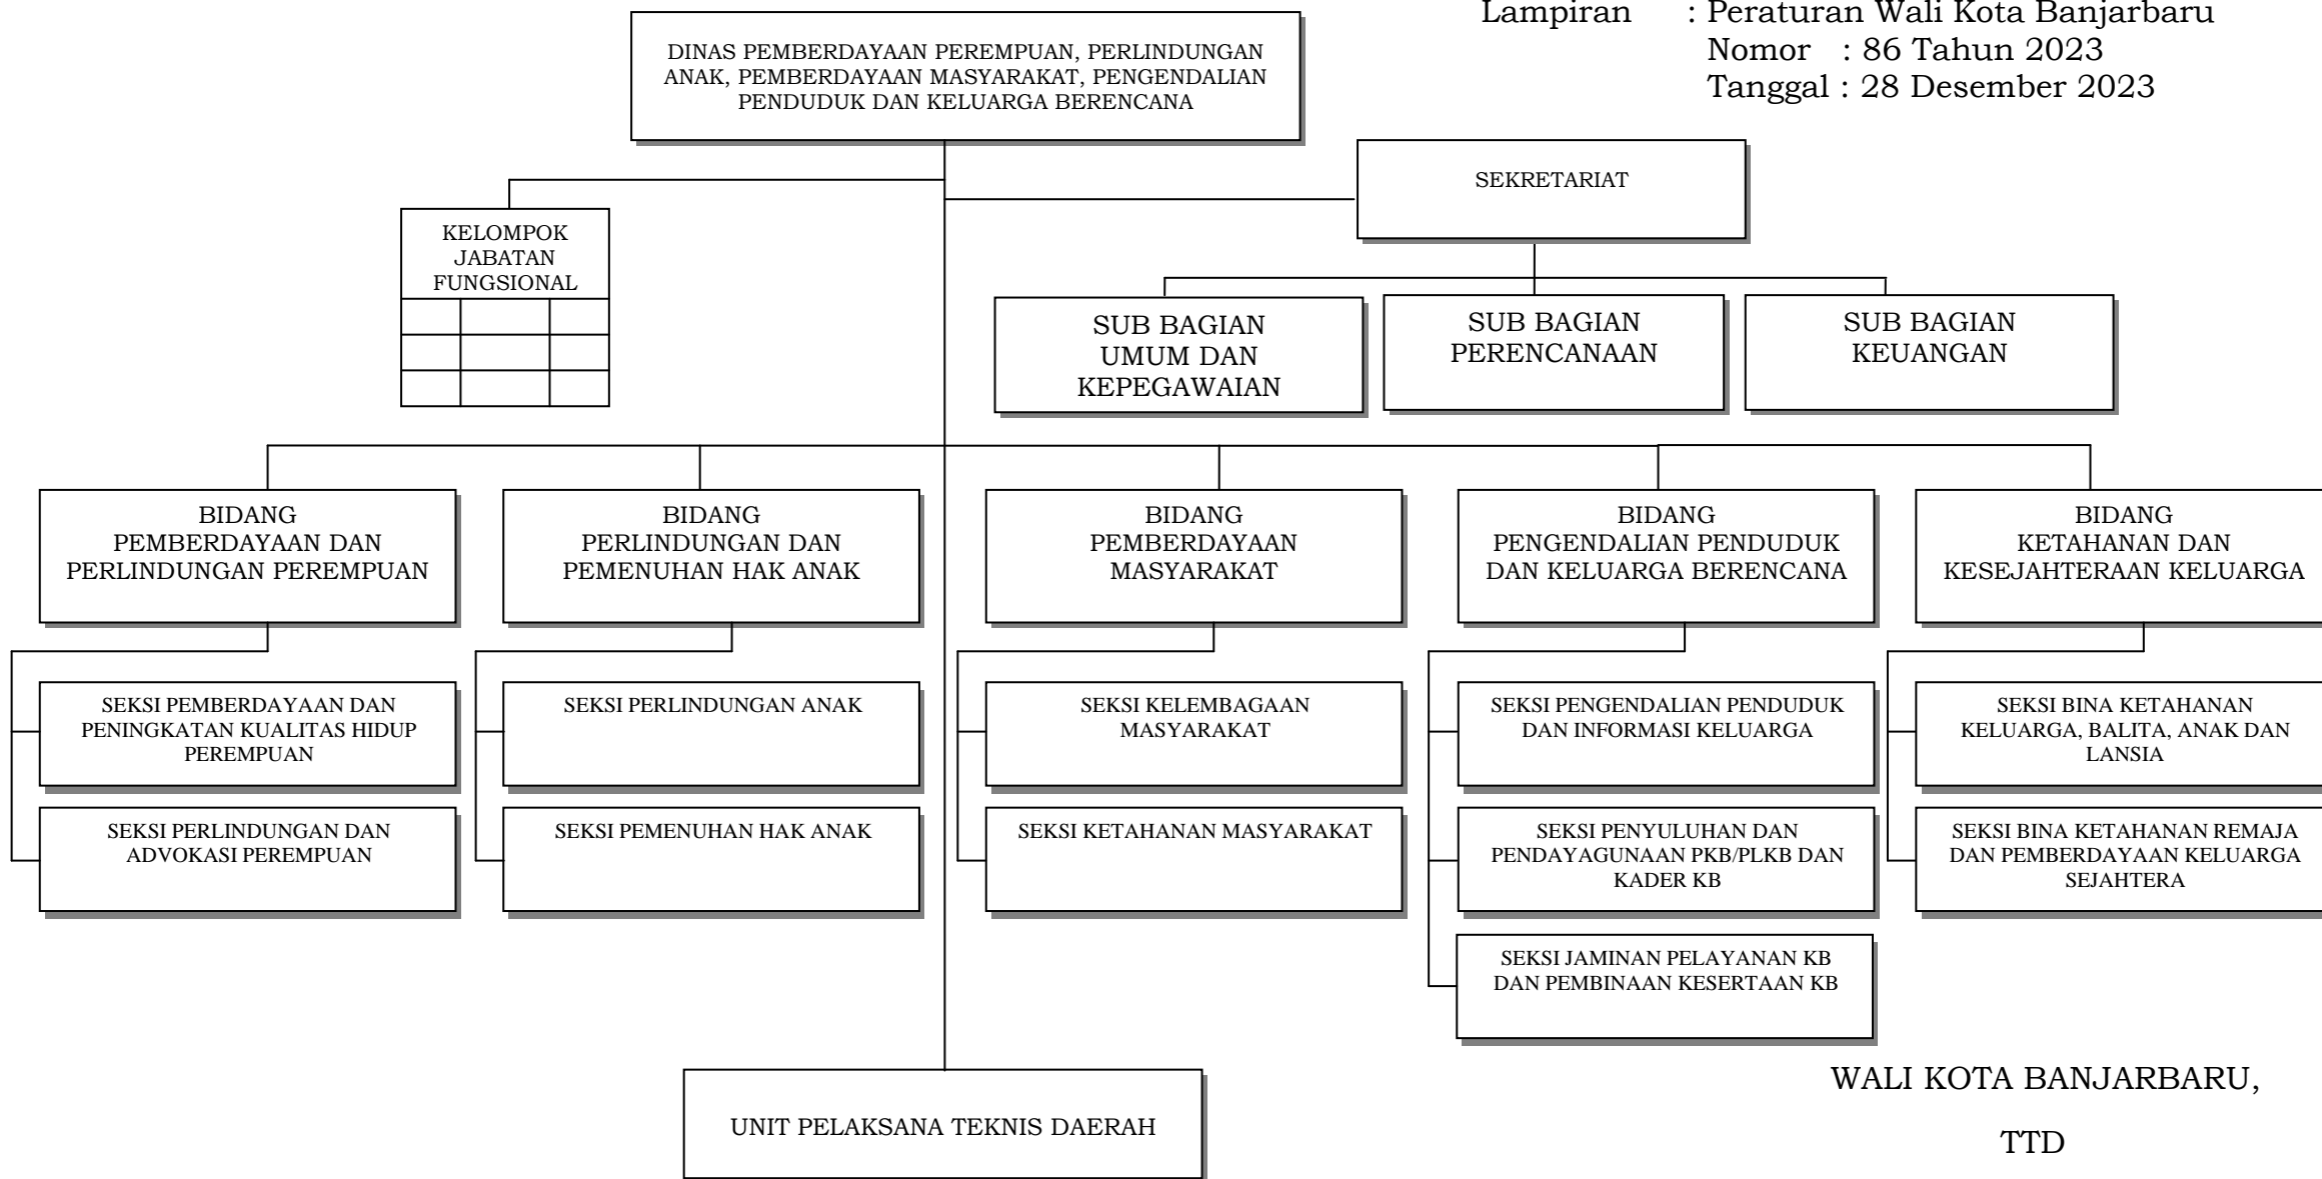 Lampiran : Peraturan Wali Kota Banjarbaru
Nomor : 86 Tahun 2023
Tanggal : 28 Desember 2023
DINAS PEMBERDAYAAN PEREMPUAN, PERLINDUNGAN
ANAK, PEMBERDAYAAN MASYARAKAT, PENGENDALIAN
PENDUDUK DAN KELUARGA BERENCANA
SEKRETARIAT
KELOMPOK
JABATAN
FUNGSIONAL
SUB BAGIAN
UMUM DAN
KEPEGAWAIAN
SUB BAGIAN
PERENCANAAN
SUB BAGIAN
KEUANGAN
BIDANG
PEMBERDAYAAN DAN
PERLINDUNGAN PEREMPUAN
BIDANG
PERLINDUNGAN DAN
PEMENUHAN HAK ANAK
BIDANG
PEMBERDAYAAN
MASYARAKAT
BIDANG
PENGENDALIAN PENDUDUK
DAN KELUARGA BERENCANA
BIDANG
KETAHANAN DAN
KESEJAHTERAAN KELUARGA
SEKSI PEMBERDAYAAN DAN
PENINGKATAN KUALITAS HIDUP
PEREMPUAN
SEKSI PERLINDUNGAN ANAK
SEKSI KELEMBAGAAN
MASYARAKAT
SEKSI PENGENDALIAN PENDUDUK
DAN INFORMASI KELUARGA
SEKSI BINA KETAHANAN
KELUARGA, BALITA, ANAK DAN
LANSIA
SEKSI PERLINDUNGAN DAN
ADVOKASI PEREMPUAN
SEKSI PEMENUHAN HAK ANAK
SEKSI KETAHANAN MASYARAKAT
SEKSI PENYULUHAN DAN
PENDAYAGUNAAN PKB/PLKB DAN
KADER KB
SEKSI BINA KETAHANAN REMAJA
DAN PEMBERDAYAAN KELUARGA
SEJAHTERA
SEKSI JAMINAN PELAYANAN KB
DAN PEMBINAAN KESERTAAN KB
UNIT PELAKSANA TEKNIS DAERAH
WALI KOTA BANJARBARU,
TTD